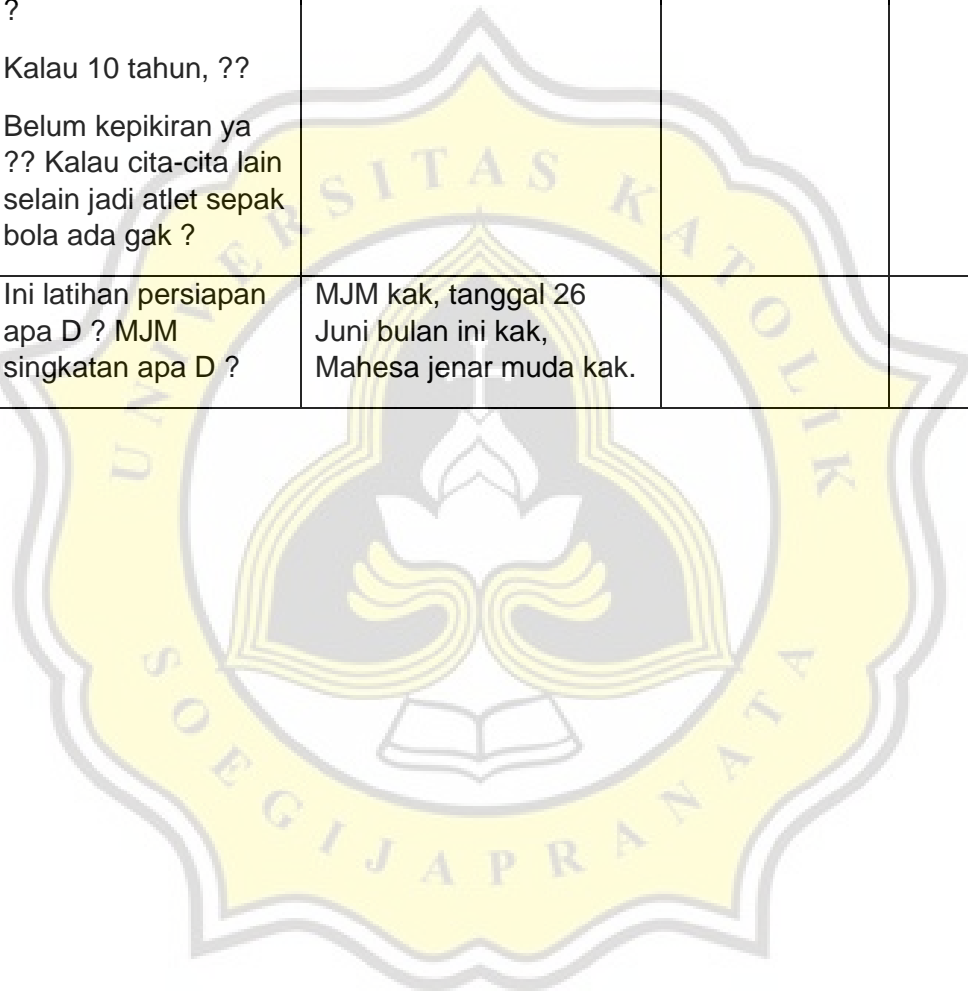 ?
Kalau 10 tahun, ??
Belum kepikiran ya
?? Kalau cita-cita lain
selain jadi atlet sepak
bola ada gak ?
Ini latihan persiapan
apa D ? MJM
singkatan apa D ?
MJM kak, tanggal 26
Juni bulan ini kak,
Mahesa jenar muda kak.
UNIVERSITAS KATOLIK
SOEGIJAPRANATA